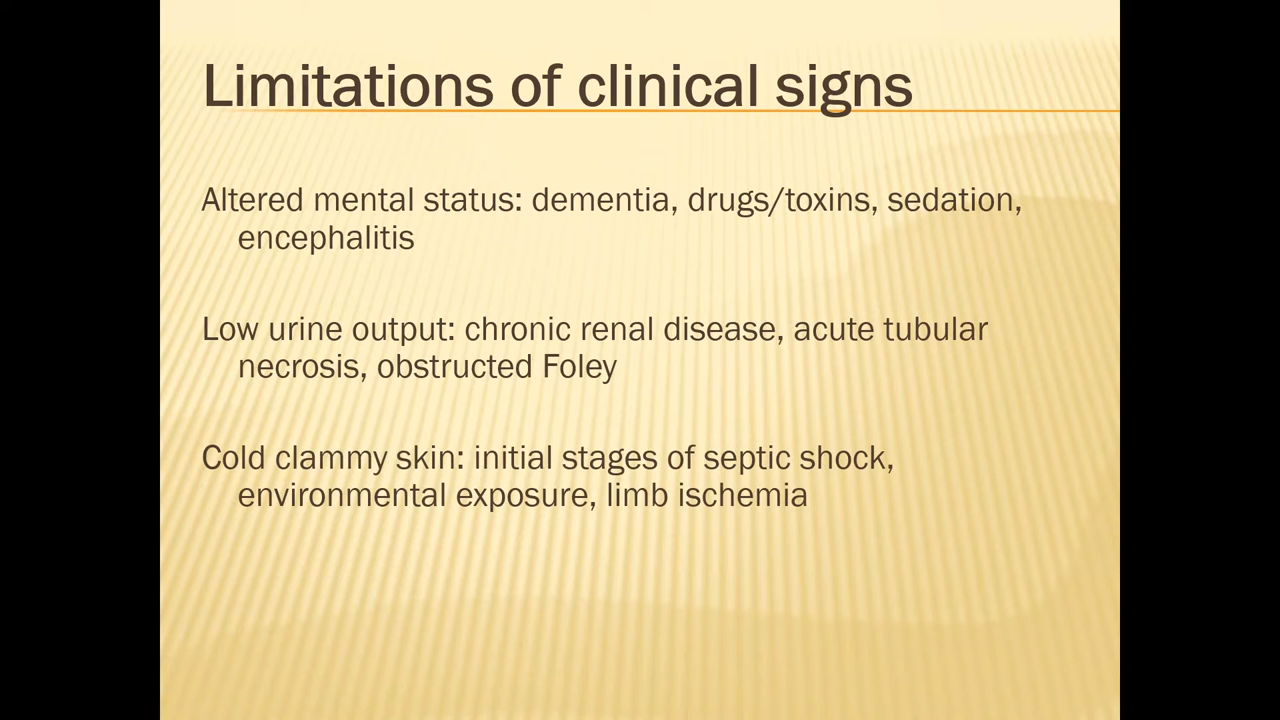 Limitations of clinical signs
Altered mental status: dementia, drugs/toxins, sedation,
encephalitis
Low urine output: chronic renal disease, acute tubular
necrosis, obstructed Foley
Cold clammy skin: initial stages of septic shock,
environmental exposure, limb ischemia